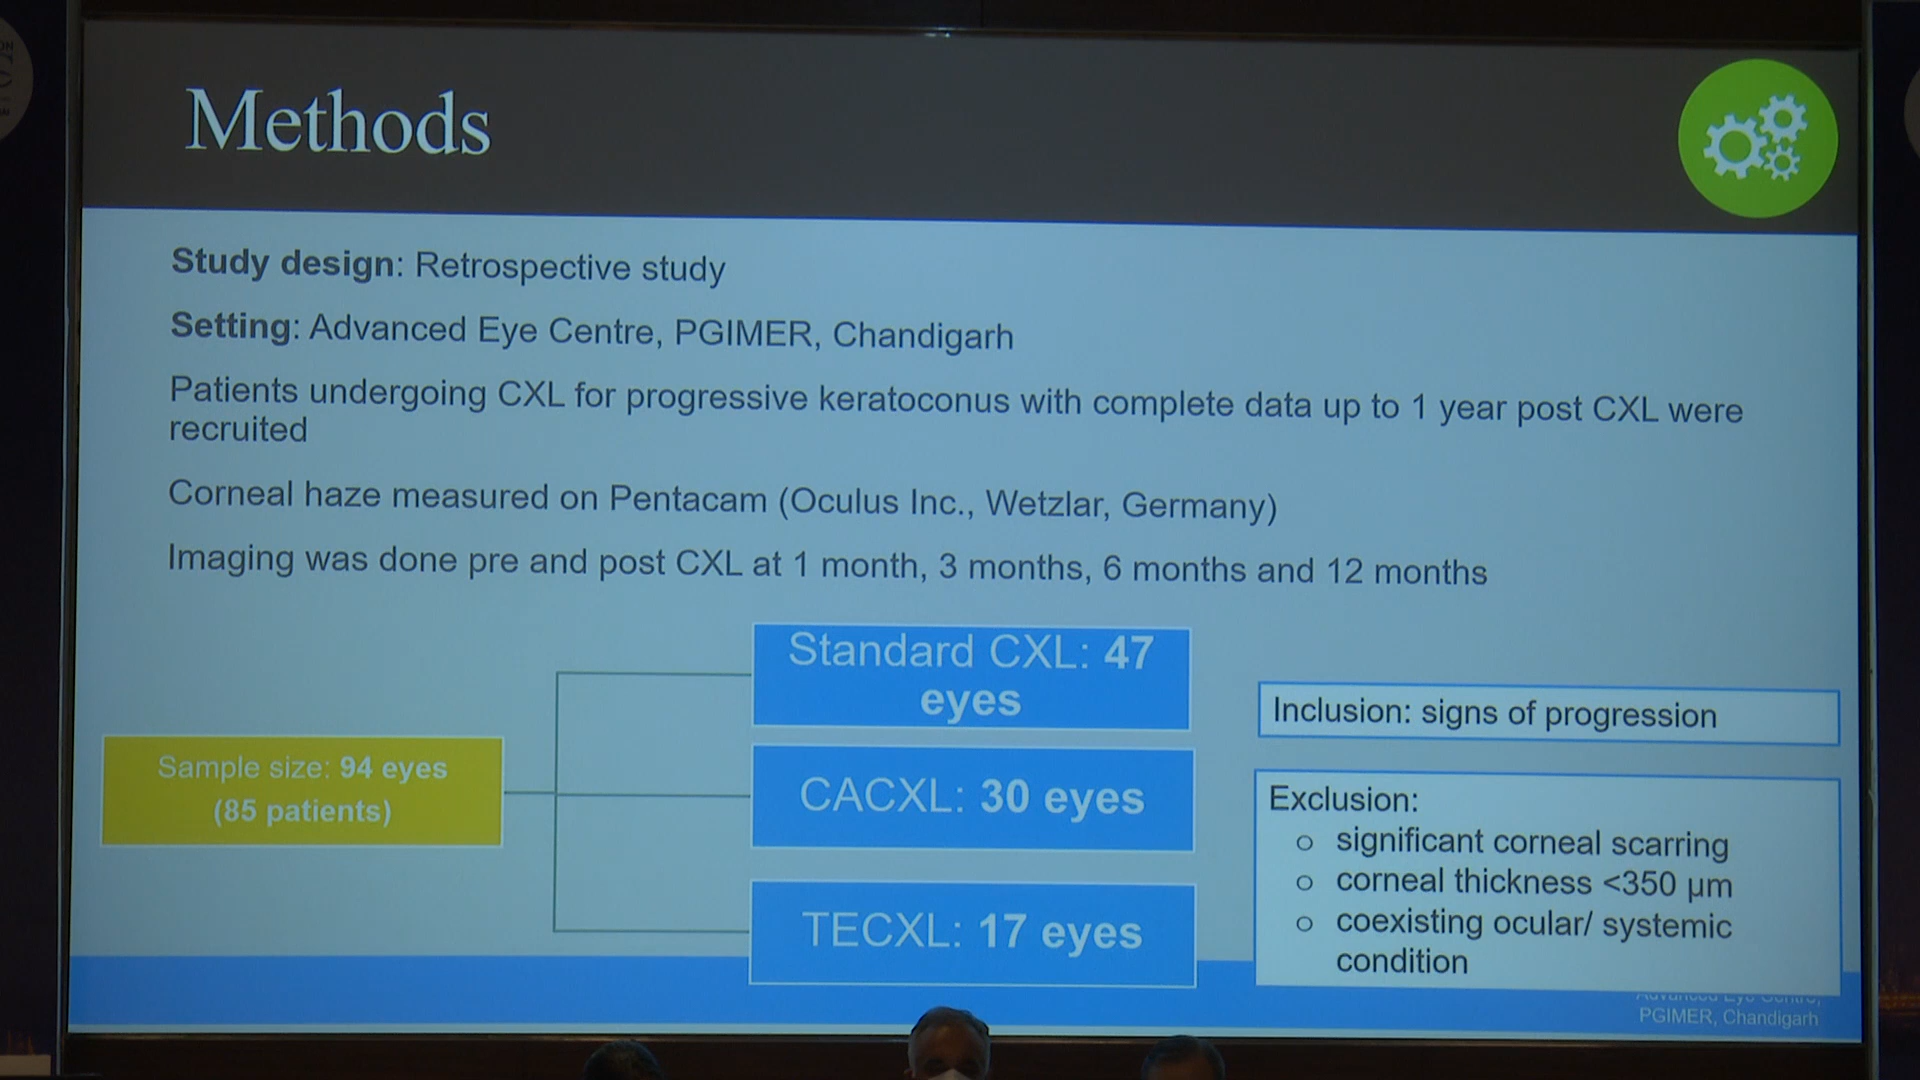 Methods
Study design: Retrospective study
Setting: Advanced Eye Centre, PGIMER, Chandigarh
Patients undergoing CXL for progressive keratoconus with complete data up to 1 year post CXL were
recruited
Corneal haze measured on Pentacam (Oculus Inc., Wetzlar, Germany)
Imaging was done pre and post CXL at 1 month, 3 months, 6 months and 12 months
Sample size: 94 eyes
(85 patients)
Standard CXL: 47
eyes
CACXL: 30 eyes
TECXL: 17 eyes
Inclusion: signs of progression
Exclusion:
o significant corneal scarring
o corneal thickness <350 µm
o coexisting ocular/ systemic
condition
Advanced Eye Centre,
PGIMER, Chandigarh